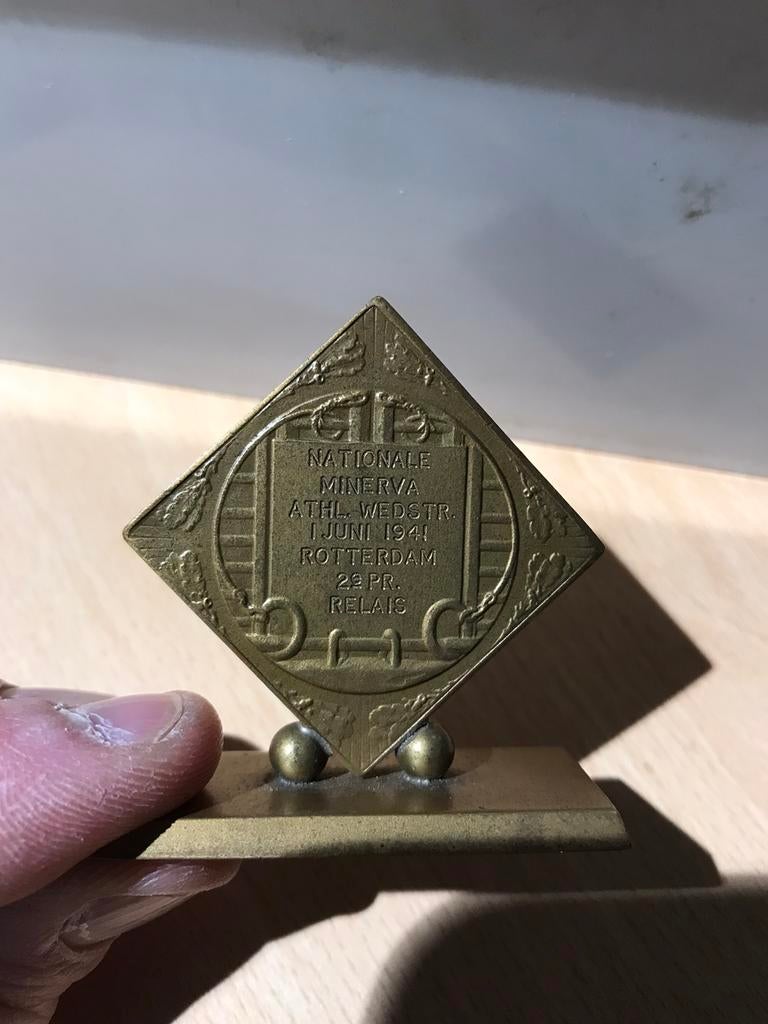 NATIONALE
MINERVA
ATHL. WEDSTR.
1 JUNI 1941
ROTTERDAM
2e PR.
RELAIS